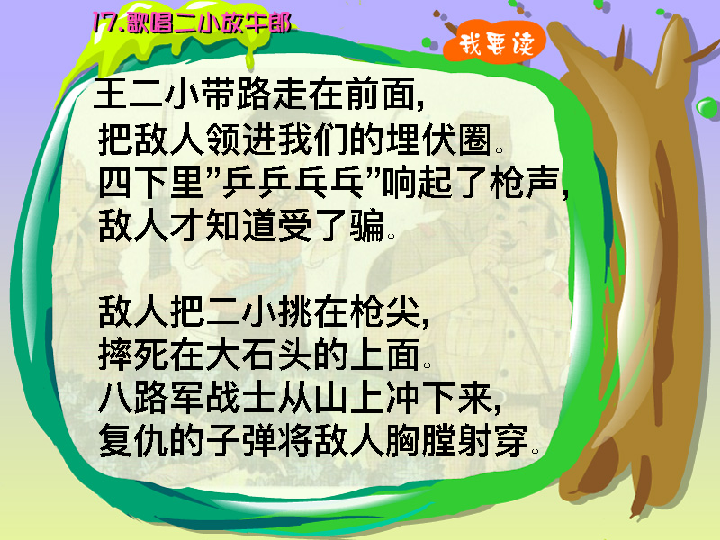 17.歌唱二小放牛郎
我要读
王二小带路走在前面,
把敌人领进我们的埋伏圈。
四下里”乒乒乓乓”响起了枪声,
敌人才知道受了骗。
敌人把二小挑在枪尖,
摔死在大石头的上面。
八路军战士从山上冲下来,
复仇的子弹将敌人胸膛射穿。